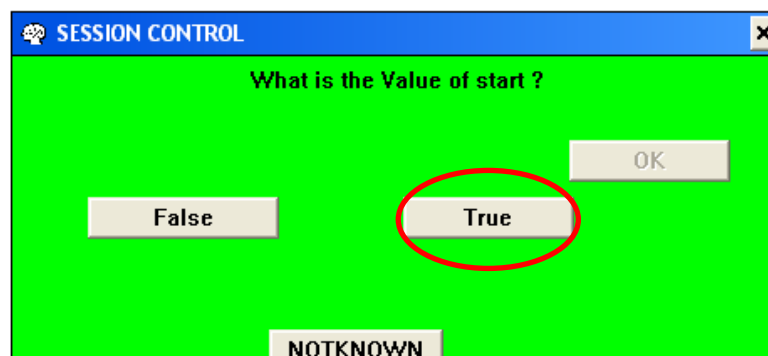 SESSION CONTROL
What is the Value of start ?
OK
False True
NOTKNOWN